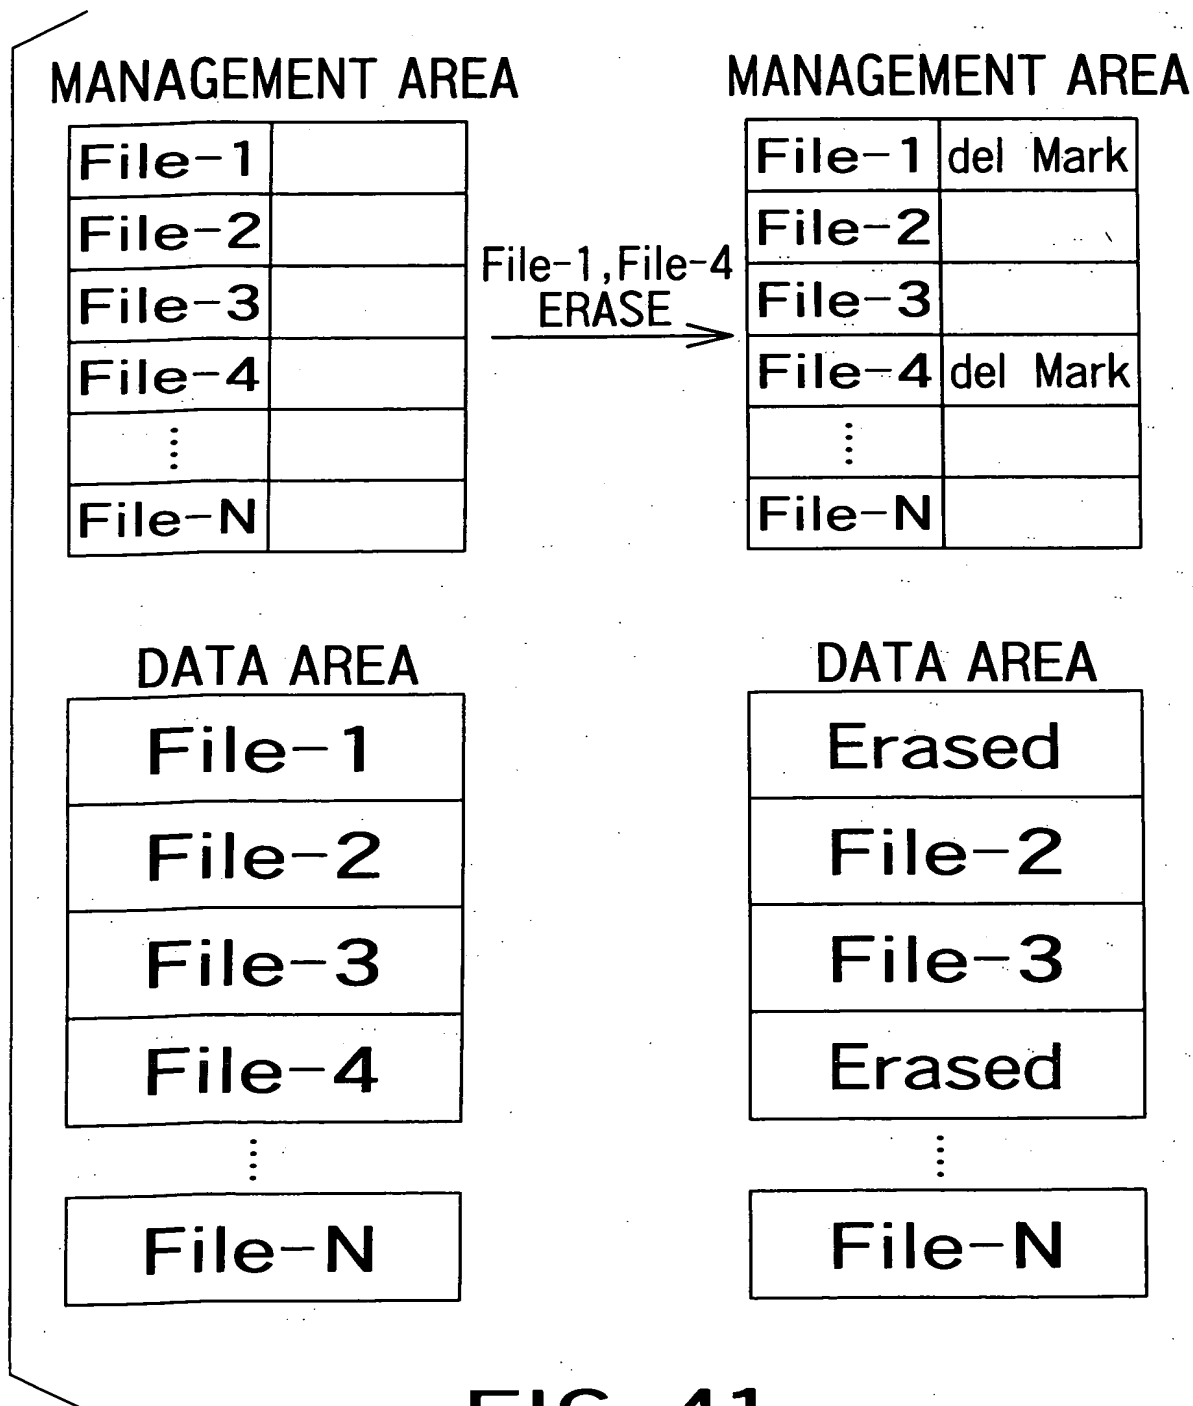 MANAGEMENT AREA
File-1
File-2
File-3
File-4
File-N
File-1,File-4
ERASE
MANAGEMENT AREA
File-1 del Mark
File-2
File-3
File-4 del Mark
File-N
DATA AREA
File-1
File-2
File-3
File-4
File-N
DATA AREA
Erased
File-2
File-3
Erased
File-N
FIG. 41